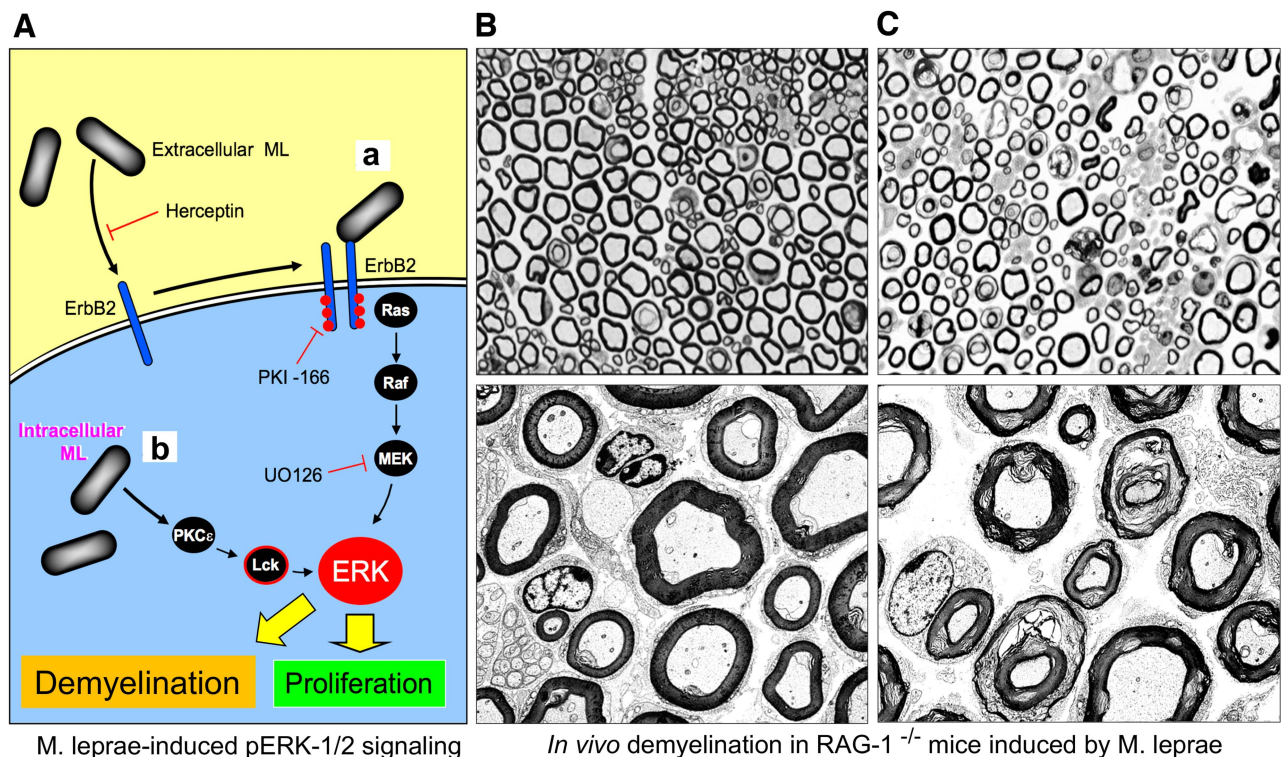 A
B
C
Extracellular ML
a
Herceptin
ErbB2
ErbB2
Ras
PKI -166
Raf
Intracellular
ML
b
UO126
MEK
PKCε
Lck
ERK
Demyelination
Proliferation
M. leprae-induced pERK-1/2 signaling
In vivo demyelination in RAG-1 -/- mice induced by M. leprae